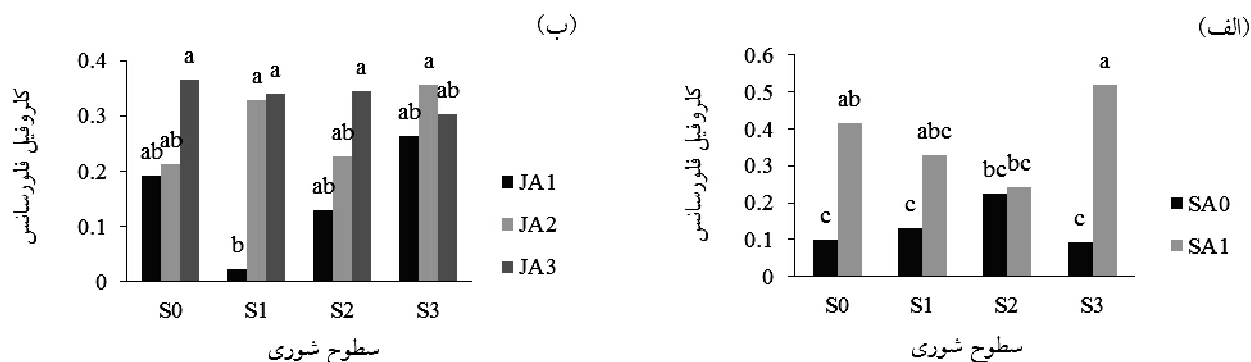 (الف)
کلروفیل فلورسانس
0.6
0.5
0.4
0.3
0.2
0.1
0
c ab c abc bc bc c a
S0 S1 S2 S3
سطوح شوری
SA0
SA1
(ب)
کلروفیل فلورسانس
0.4
0.3
0.2
0.1
0
ab ab a b a a ab ab a ab a ab
S0 S1 S2 S3
سطوح شوری
JA1
JA2
JA3